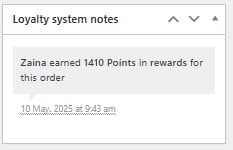 Loyalty system notes
Zaina earned 1410 Points in rewards for
this order
10 May, 2025 at 9:43 am